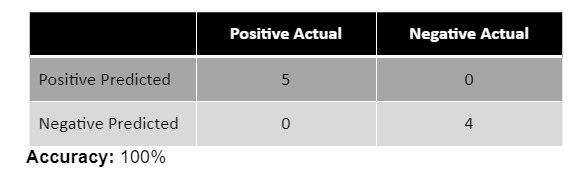 Positive Actual Negative Actual
Positive Predicted 5 0
Negative Predicted 0 4
Accuracy: 100%